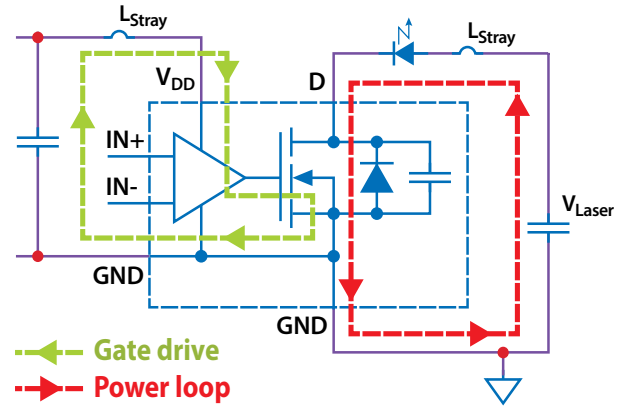 LStray
LStray
VDD
D
IN+
IN-
VLaser
GND
GND
Gate drive
Power loop